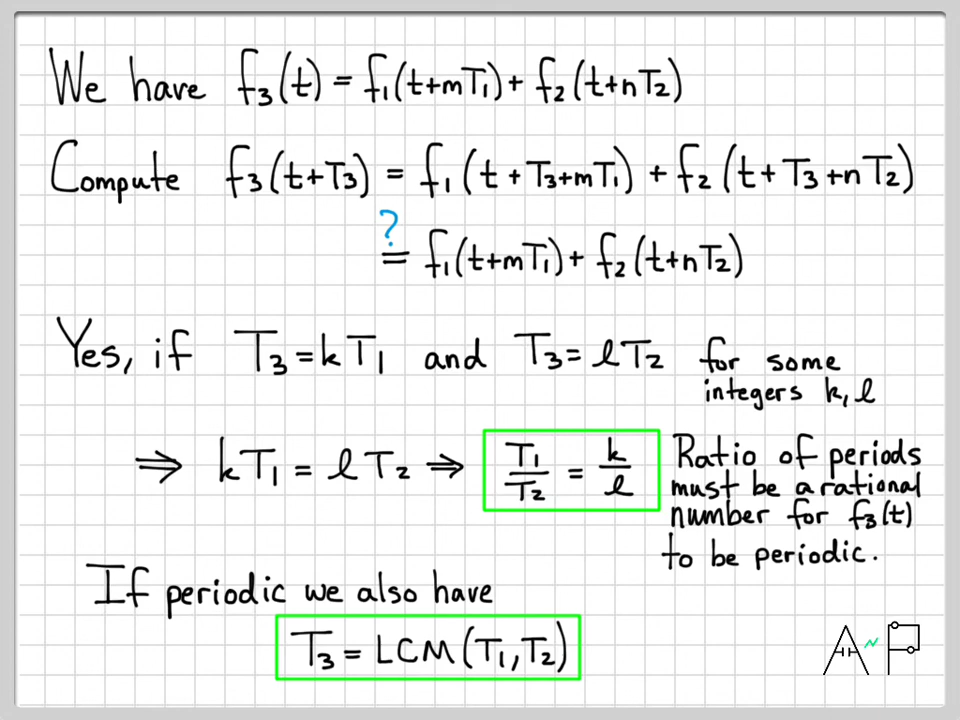 We have f₃(t) = f₁(t+mT₁) + f₂(t+nT₂)
Compute f₃(t+T₃) = f₁(t+T₃+mT₁) + f₂(t+T₃+nT₂)
?
= f₁(t+mT₁) + f₂(t+nT₂)
Yes, if T₃ = kT₁ and T₃ = ℓT₂ for some
integers k, ℓ
⇒ kT₁ = ℓT₂ ⇒ T₁/T₂ = k/ℓ
Ratio of periods
must be a rational
number for f₃(t)
to be periodic.
If periodic we also have
T₃ = LCM(T₁,T₂)
A~P